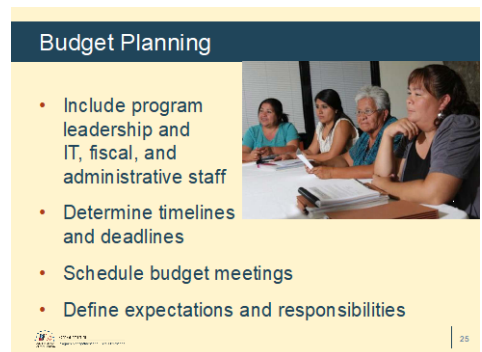 Budget Planning
• Include program
leadership and
IT, fiscal, and
administrative staff
• Determine timelines
and deadlines
• Schedule budget meetings
• Define expectations and responsibilities
25